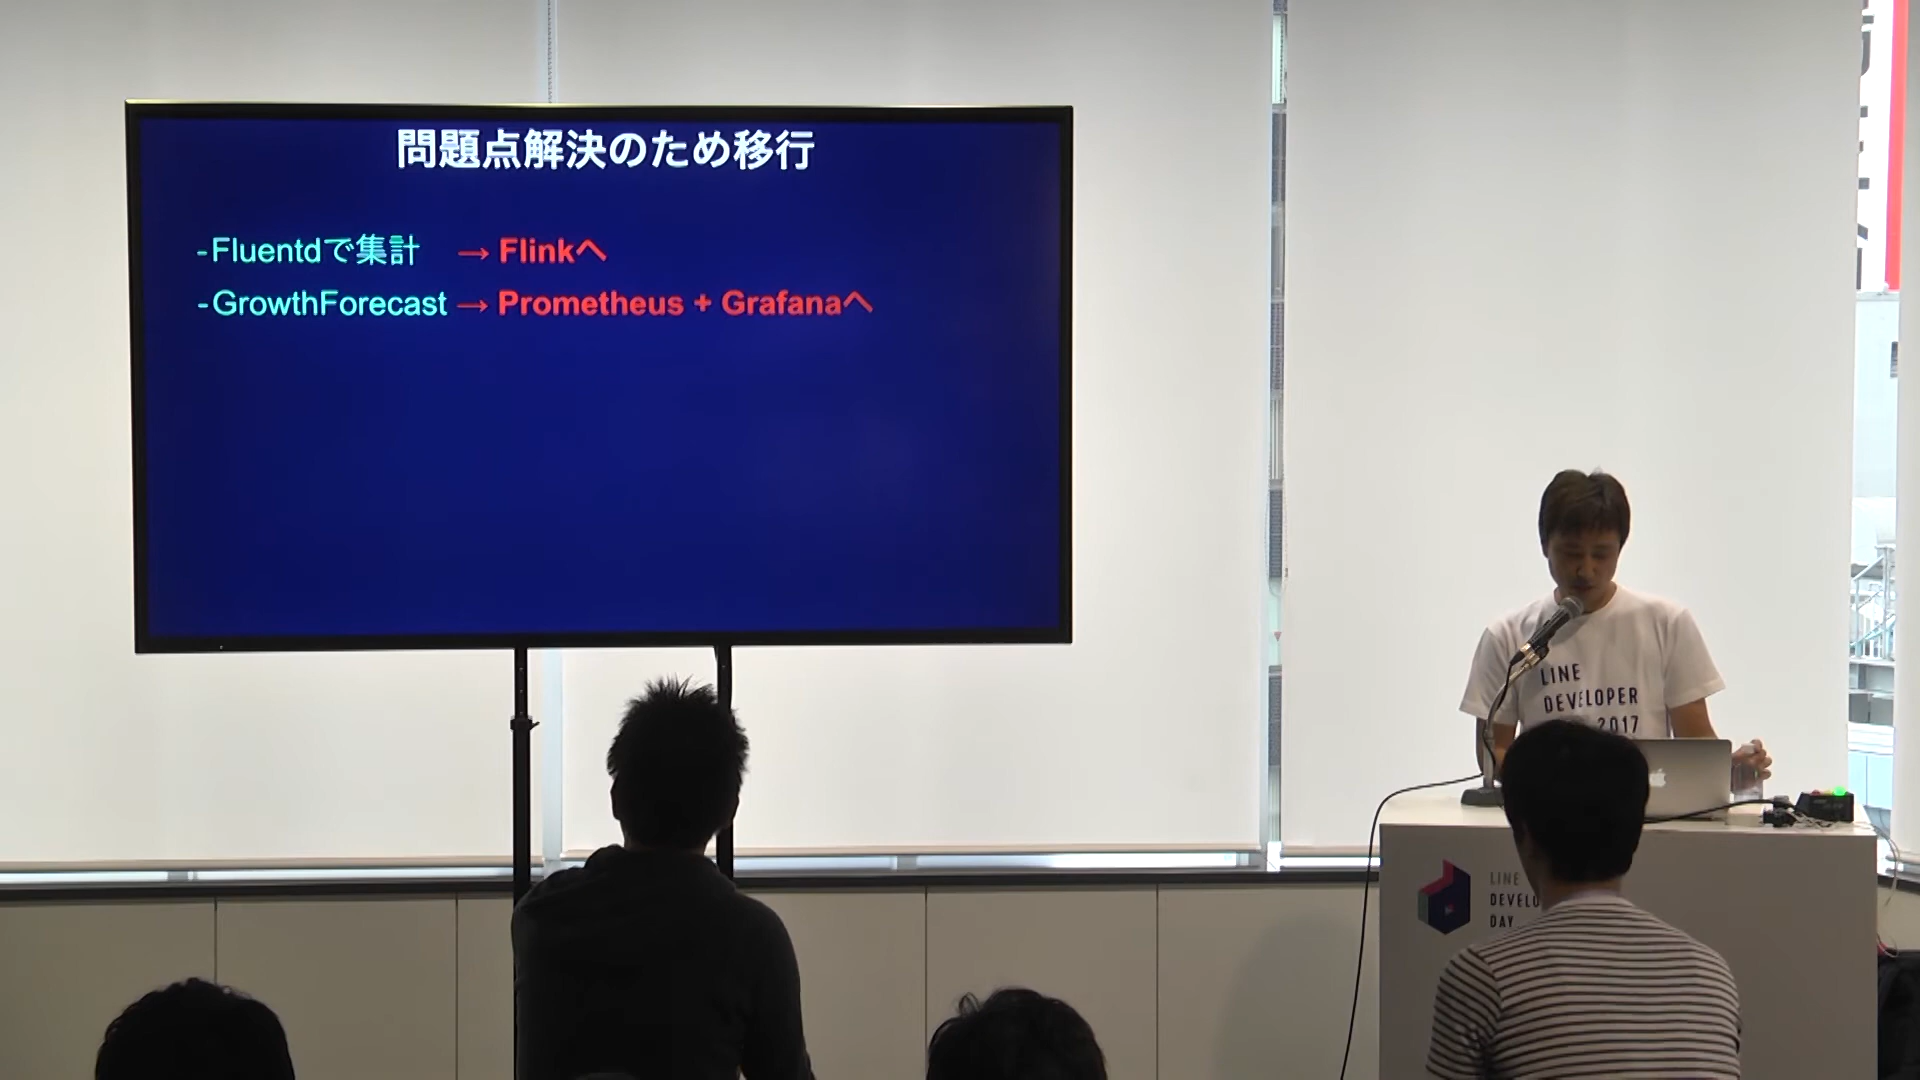 問題点解決のため移行
-Fluentdで集計 → Flinkへ
-GrowthForecast → Prometheus + Grafanaへ
LINE
DEVELOPER
2017
LINE
DEVELO
DAY